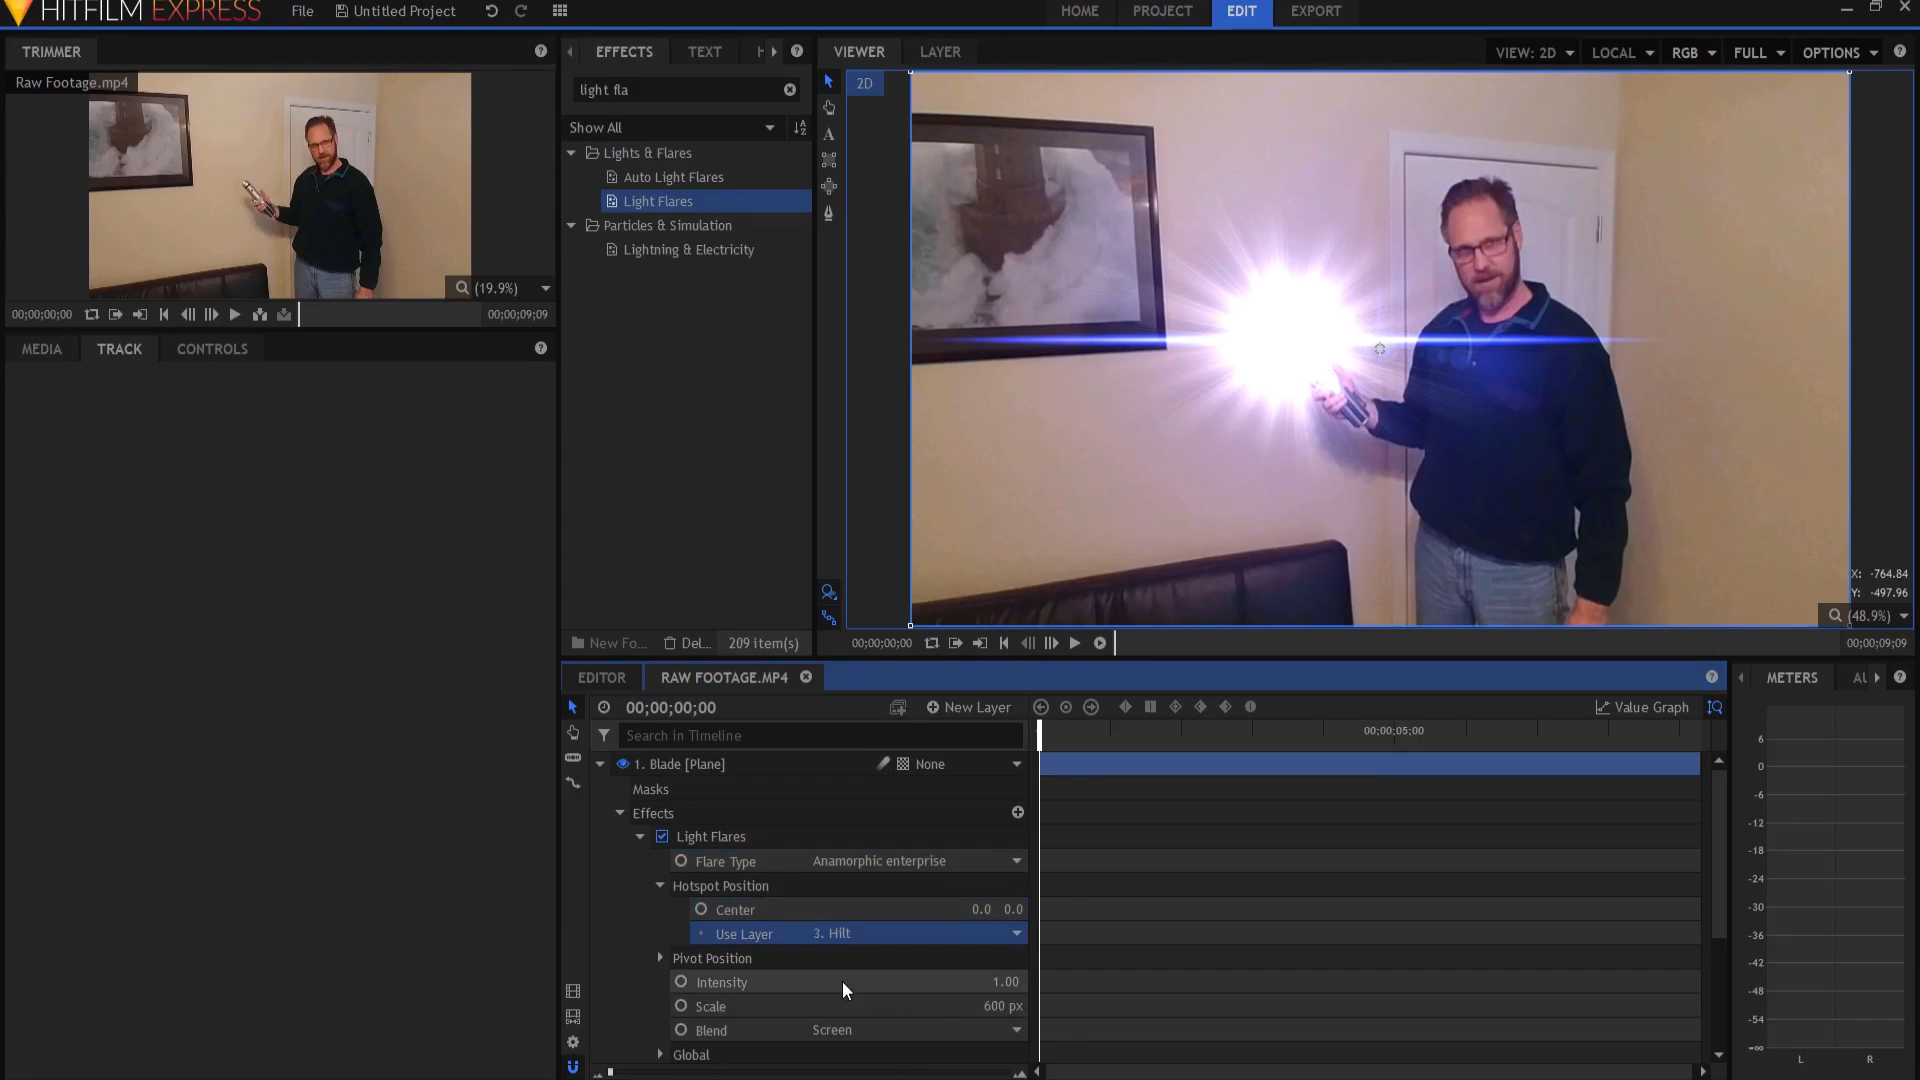 HITFILM EXPRESS
File
Untitled Project
HOME
PROJECT
EDIT
EXPORT
TRIMMER
Raw Footage.mp4
(19.9%)
00;00;00;00
00;00;09;09
MEDIA
TRACK
CONTROLS
EFFECTS
TEXT
light fla
Show All
Lights & Flares
Auto Light Flares
Light Flares
Particles & Simulation
Lightning & Electricity
New Fo...
Del...
209 item(s)
VIEWER
LAYER
VIEW: 2D
LOCAL
RGB
FULL
OPTIONS
2D
A
X: -764.84
Y: -497.96
(48.9%)
00;00;00;00
00;00;09;09
EDITOR
RAW FOOTAGE.MP4
00;00;00;00
New Layer
Value Graph
Search in Timeline
00;00;05;00
1. Blade [Plane]
None
Masks
Effects
Light Flares
Flare Type
Anamorphic enterprise
Hotspot Position
Center
0.0 0.0
Use Layer
3. Hilt
Pivot Position
Intensity
1.00
Scale
600 px
Blend
Screen
Global
METERS
6
0
-6
-12
-18
-24
-30
-36
-42
-48
-54
-∞
L
R